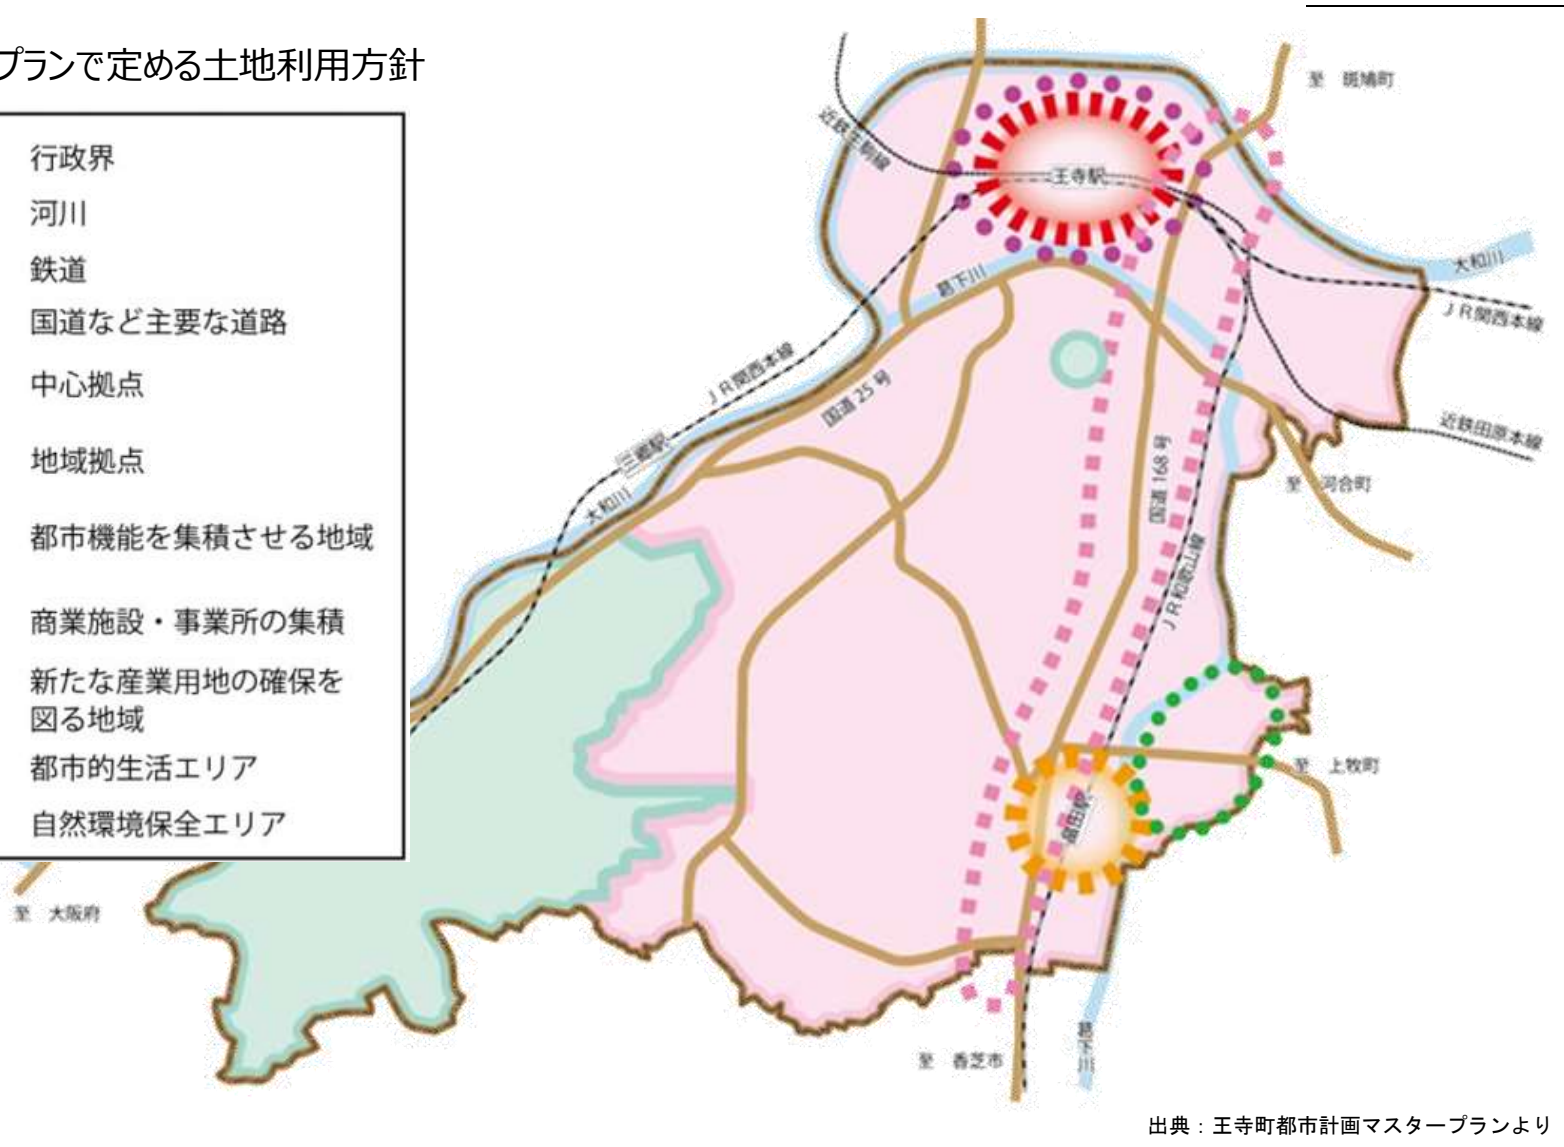 プランで定める土地利用方針
行政界
河川
鉄道
国道など主要な道路
中心拠点
地域拠点
都市機能を集積させる地域
商業施設・事業所の集積
新たな産業用地の確保を
図る地域
都市的生活エリア
自然環境保全エリア
至 斑鳩町
近鉄生駒線
王寺駅
大和川
葛下川
JR関西本線
JR関西本線
国道25号
近鉄田原本線
三郷駅
国道168号
至 河合町
大和川
JR和歌山線
至 上牧町
畠田駅
至 大阪府
至 香芝市
葛下川
出典:王寺町都市計画マスタープランより